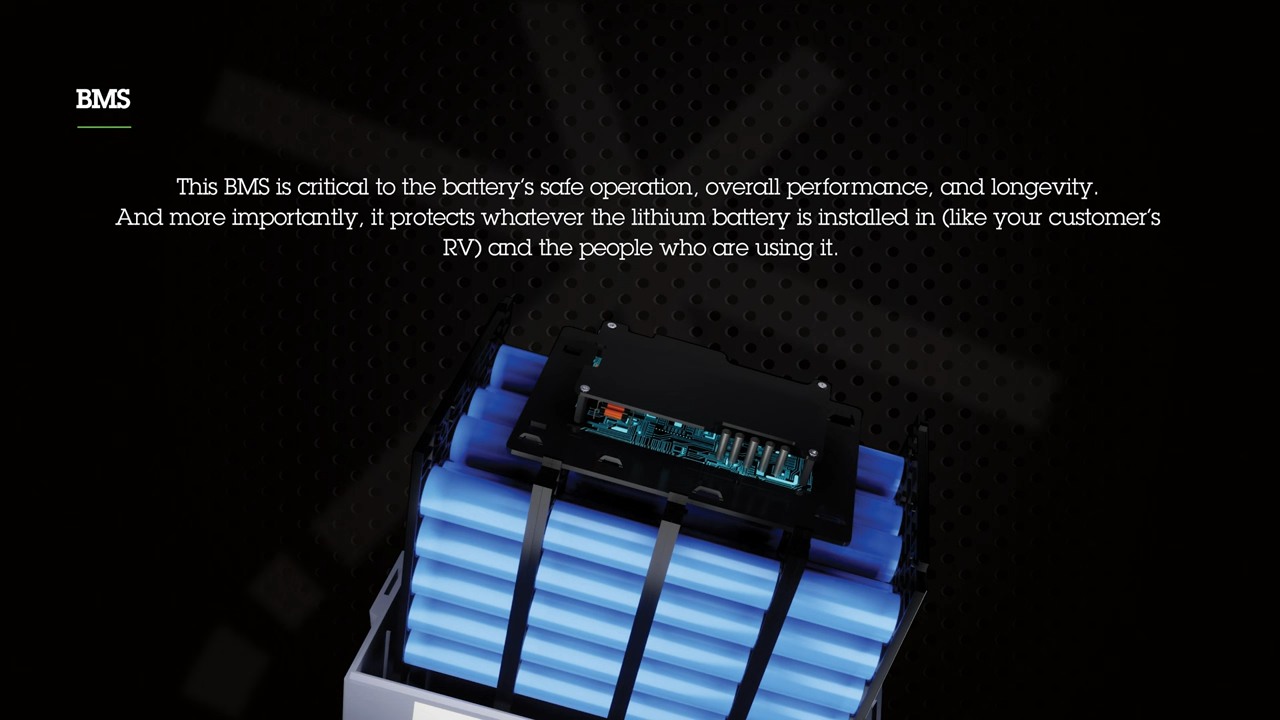 BMS
This BMS is critical to the battery's safe operation, overall performance, and longevity.
And more importantly, it protects whatever the lithium battery is installed in (like your customer's
RV) and the people who are using it.